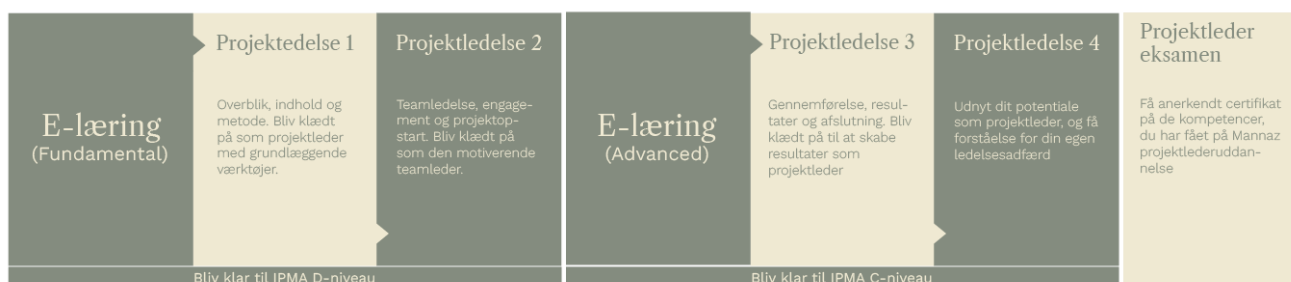 E-læring
(Fundamental)
Projektedelse 1
Overblik, indhold og
metode. Bliv klædt
på som projektleder
med grundlæggende
værktøjer.
Projektledelse 2
Teamledelse, engage-
ment og projektop-
start. Bliv klædt på
som den motiverende
teamleder.
Bliv klar til IPMA D-niveau
E-læring
(Advanced)
Projektledelse 3
Gennemførelse, resul-
tater og afslutning. Bliv
klædt på til at skabe
resultater som
projektleder
Projektledelse 4
Udnyt dit potentiale
som projektleder, og få
forståelse for din egen
ledelsesadfærd
Bliv klar til IPMA C-niveau
Projektleder
eksamen
Få anerkendt certifikat
på de kompetencer,
du har fået på Mannaz
projektlederuddan-
nelse